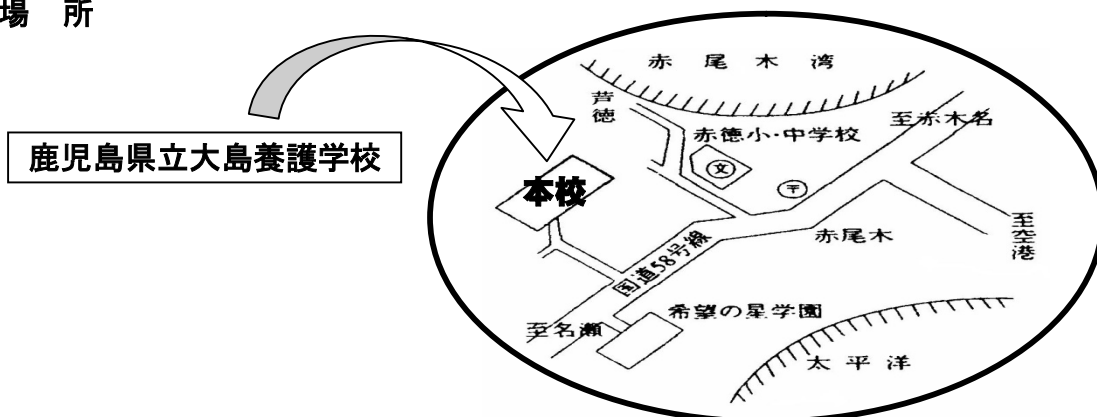 場　所
鹿児島県立大島養護学校
赤尾木湾
芦徳
赤徳小・中学校
至赤木名
文
〒
本校
赤尾木
至空港
国道58号線
希望の星学園
至名瀬
太平洋